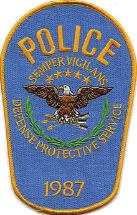 POLICE
SEMPER VIGILANS
DEFENSE PROTECTIVE SERVICE
1987